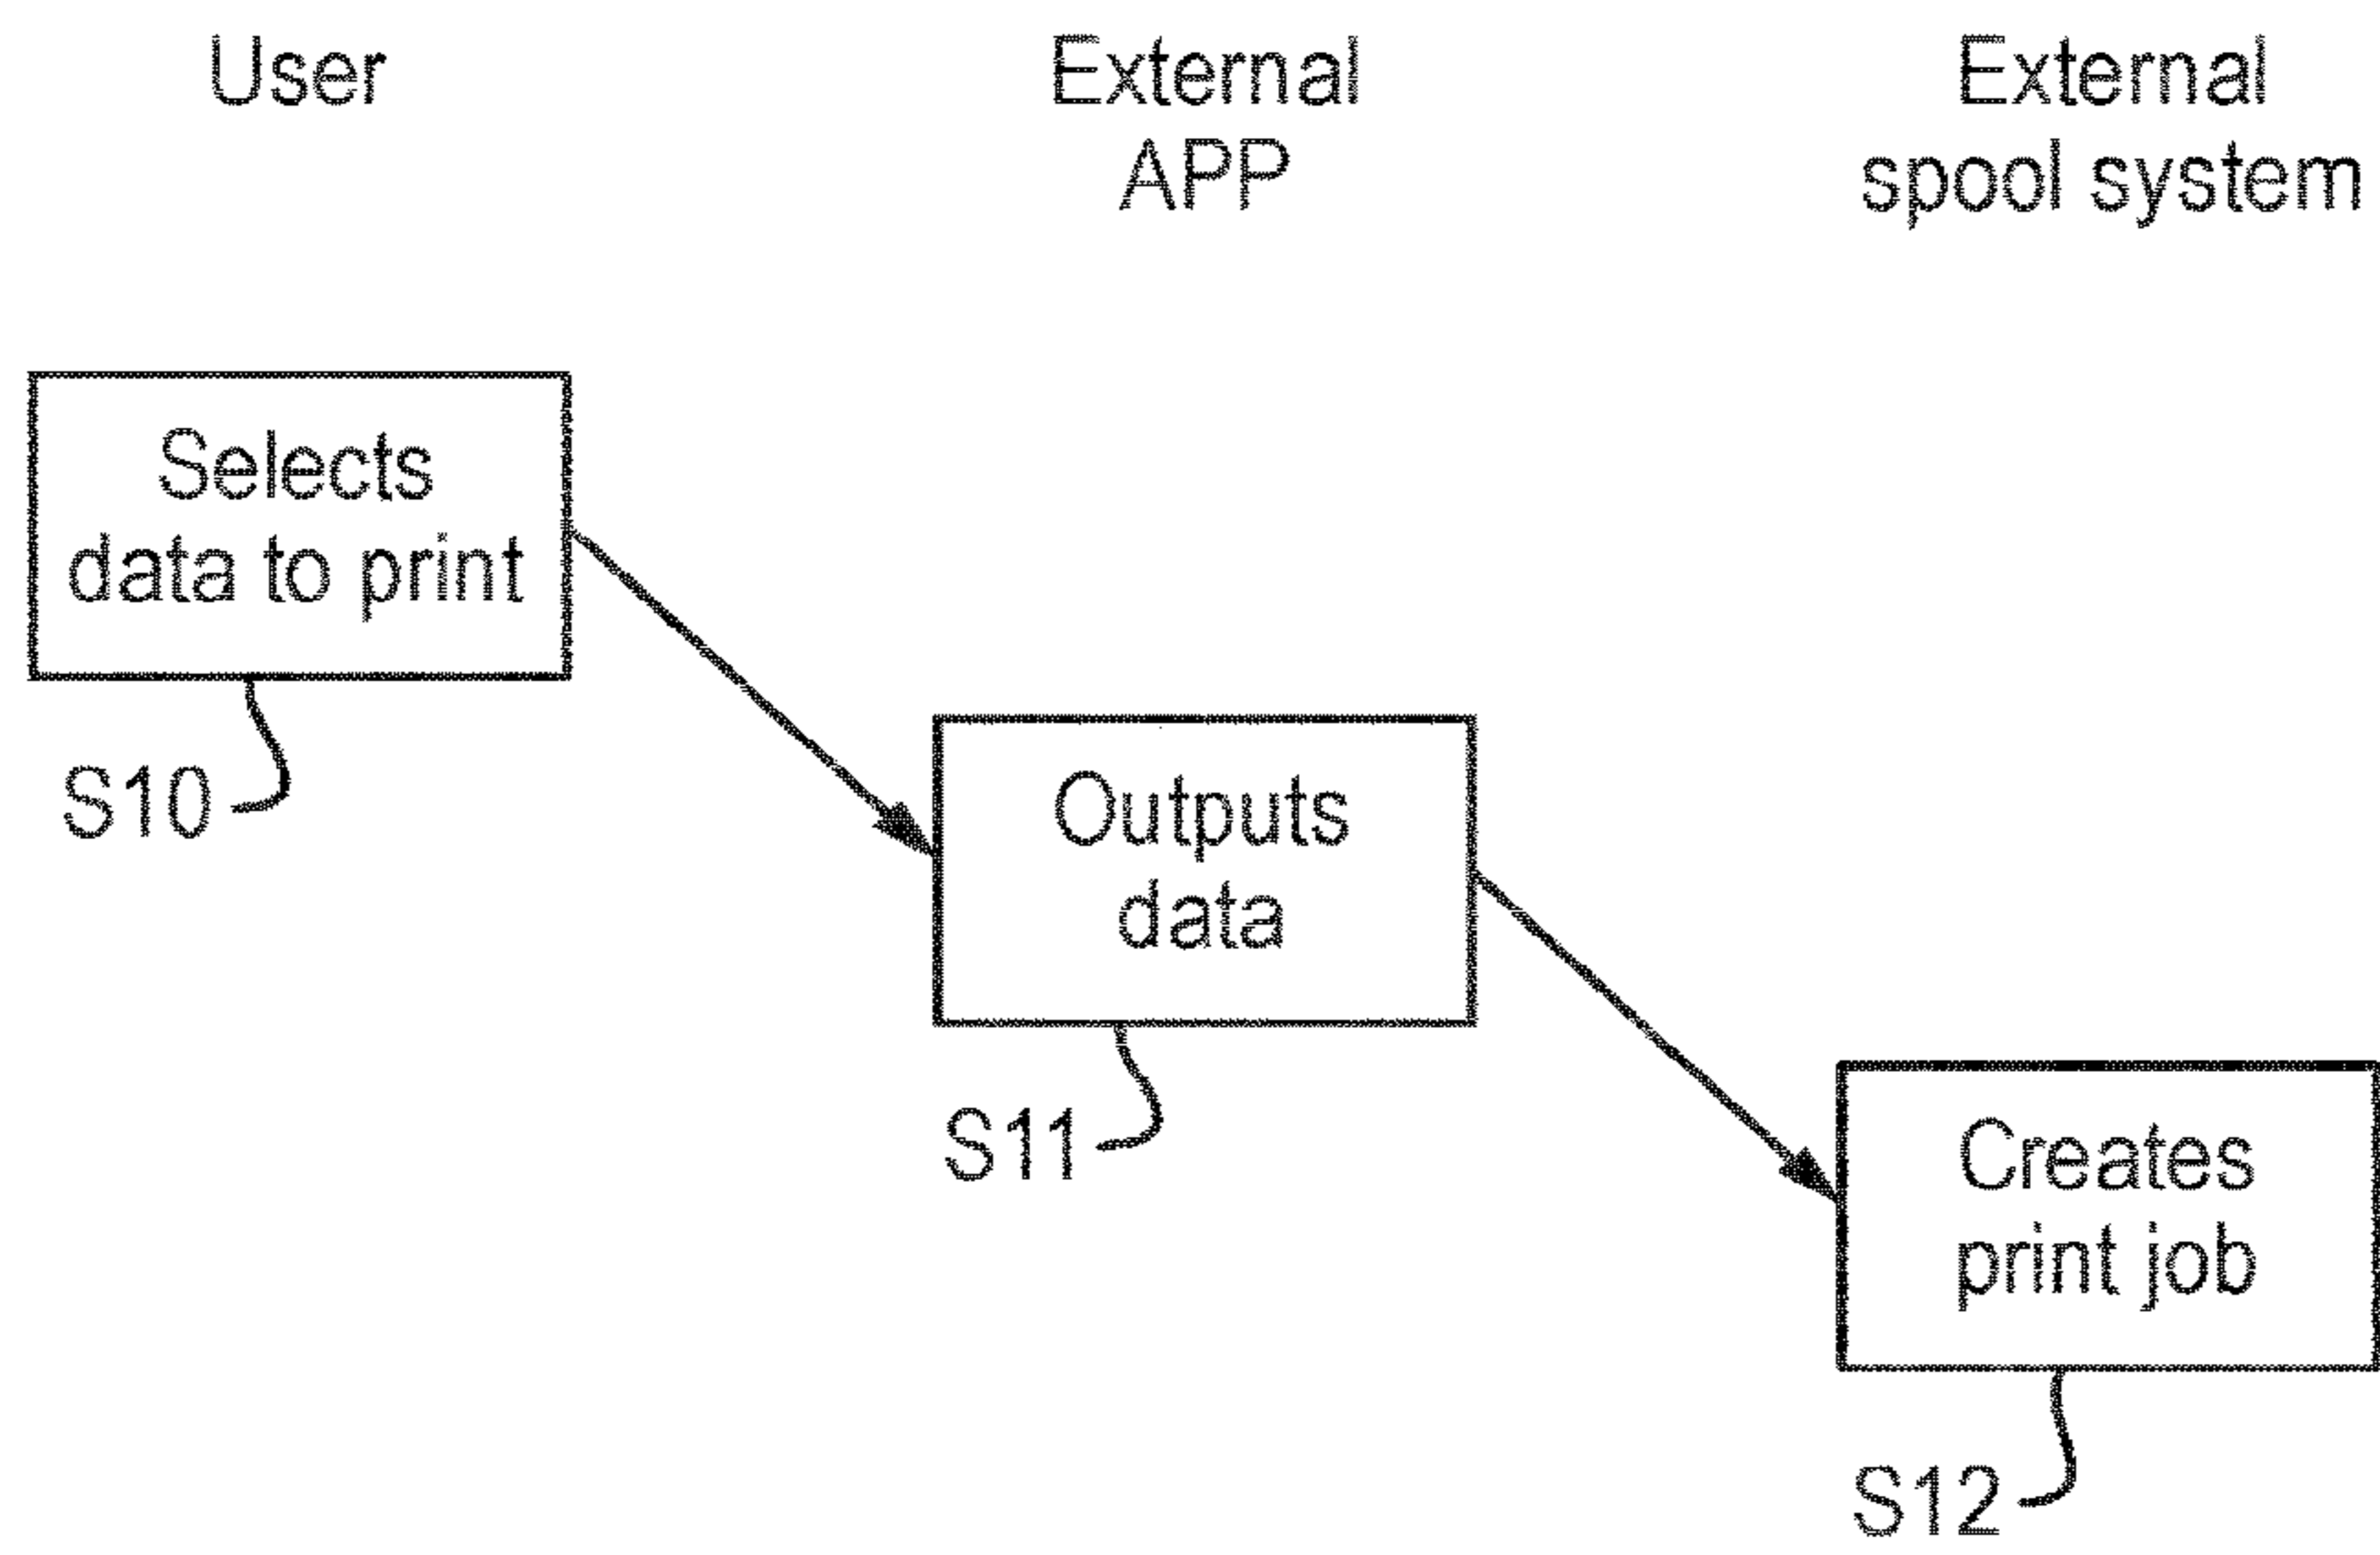 User
External
APP
External
spool system
Selects
data to print
S10
Outputs
data
S11
Creates
print job
S12